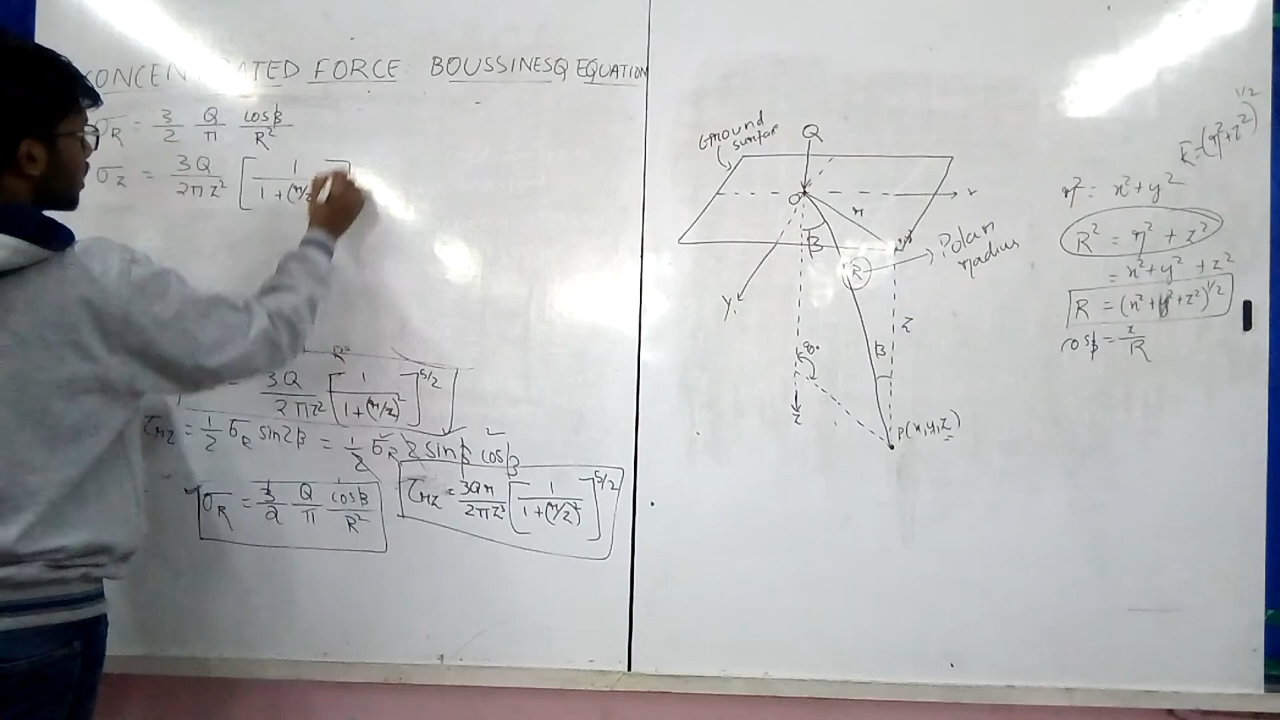 CONCENTRATED FORCE BOUSSINESQ EQUATION
σR = 3/2 Q/π cosβ/R²
σz = 3Q/2πz² [1/1+(r/z
R²
= 3Q/2πz² [1/1+(r/z)²]^5/2
τrz = 1/2 σR sin2β = 1/2 σR 2 sinβ cosβ
σR = 3/2 Q/π cosβ/R²
τrz = 3Qr/2πz³ [1/1+(r/z)²]^5/2
Ground
Q
O
x
r
β
R
Polar
radius
y
z
β
z
P(x,y,z)
R=(r²+z²)^1/2
r² = x²+y²
R² = r²+z²
= x²+y²+z²
R = (x²+y²+z²)^1/2
cosβ = z/R